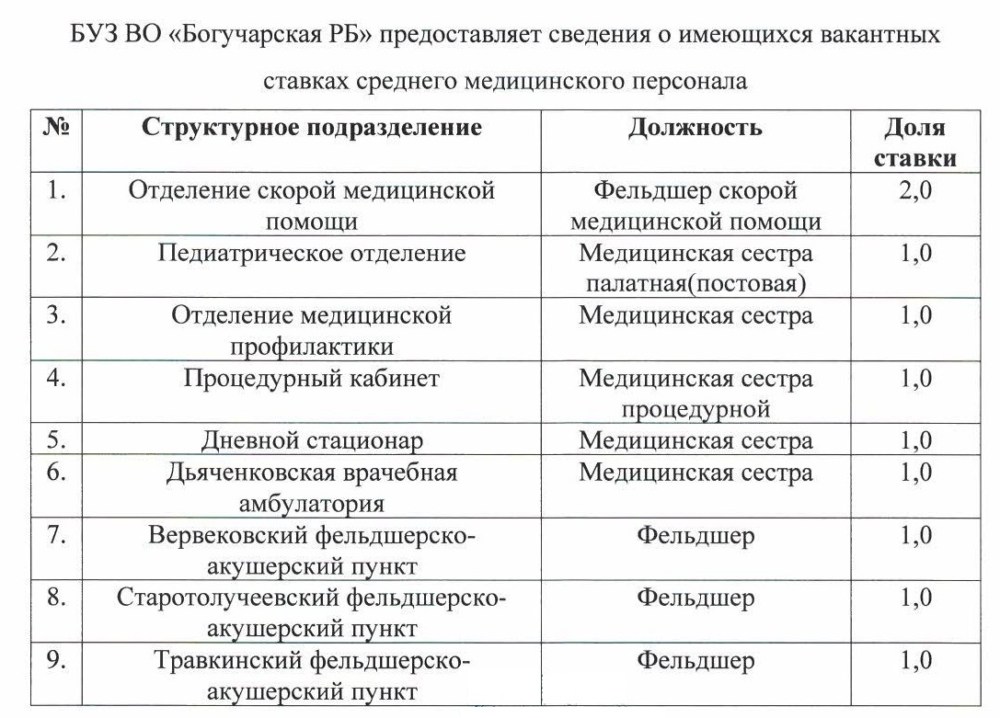 БУЗ ВО «Богучарская РБ» предоставляет сведения о имеющихся вакантных
ставках среднего медицинского персонала
№ Структурное подразделение Должность Доля
ставки
1. Отделение скорой медицинской Фельдшер скорой 2,0
помощи медицинской помощи
2. Педиатрическое отделение Медицинская сестра 1,0
палатная(постовая)
3. Отделение медицинской Медицинская сестра 1,0
профилактики
4. Процедурный кабинет Медицинская сестра 1,0
процедурной
5. Дневной стационар Медицинская сестра 1,0
6. Дьяченковская врачебная Медицинская сестра 1,0
амбулатория
7. Вервековский фельдшерско- Фельдшер 1,0
акушерский пункт
8. Старотолучеевский фельдшерско- Фельдшер 1,0
акушерский пункт
9. Травкинский фельдшерско- Фельдшер 1,0
акушерский пункт